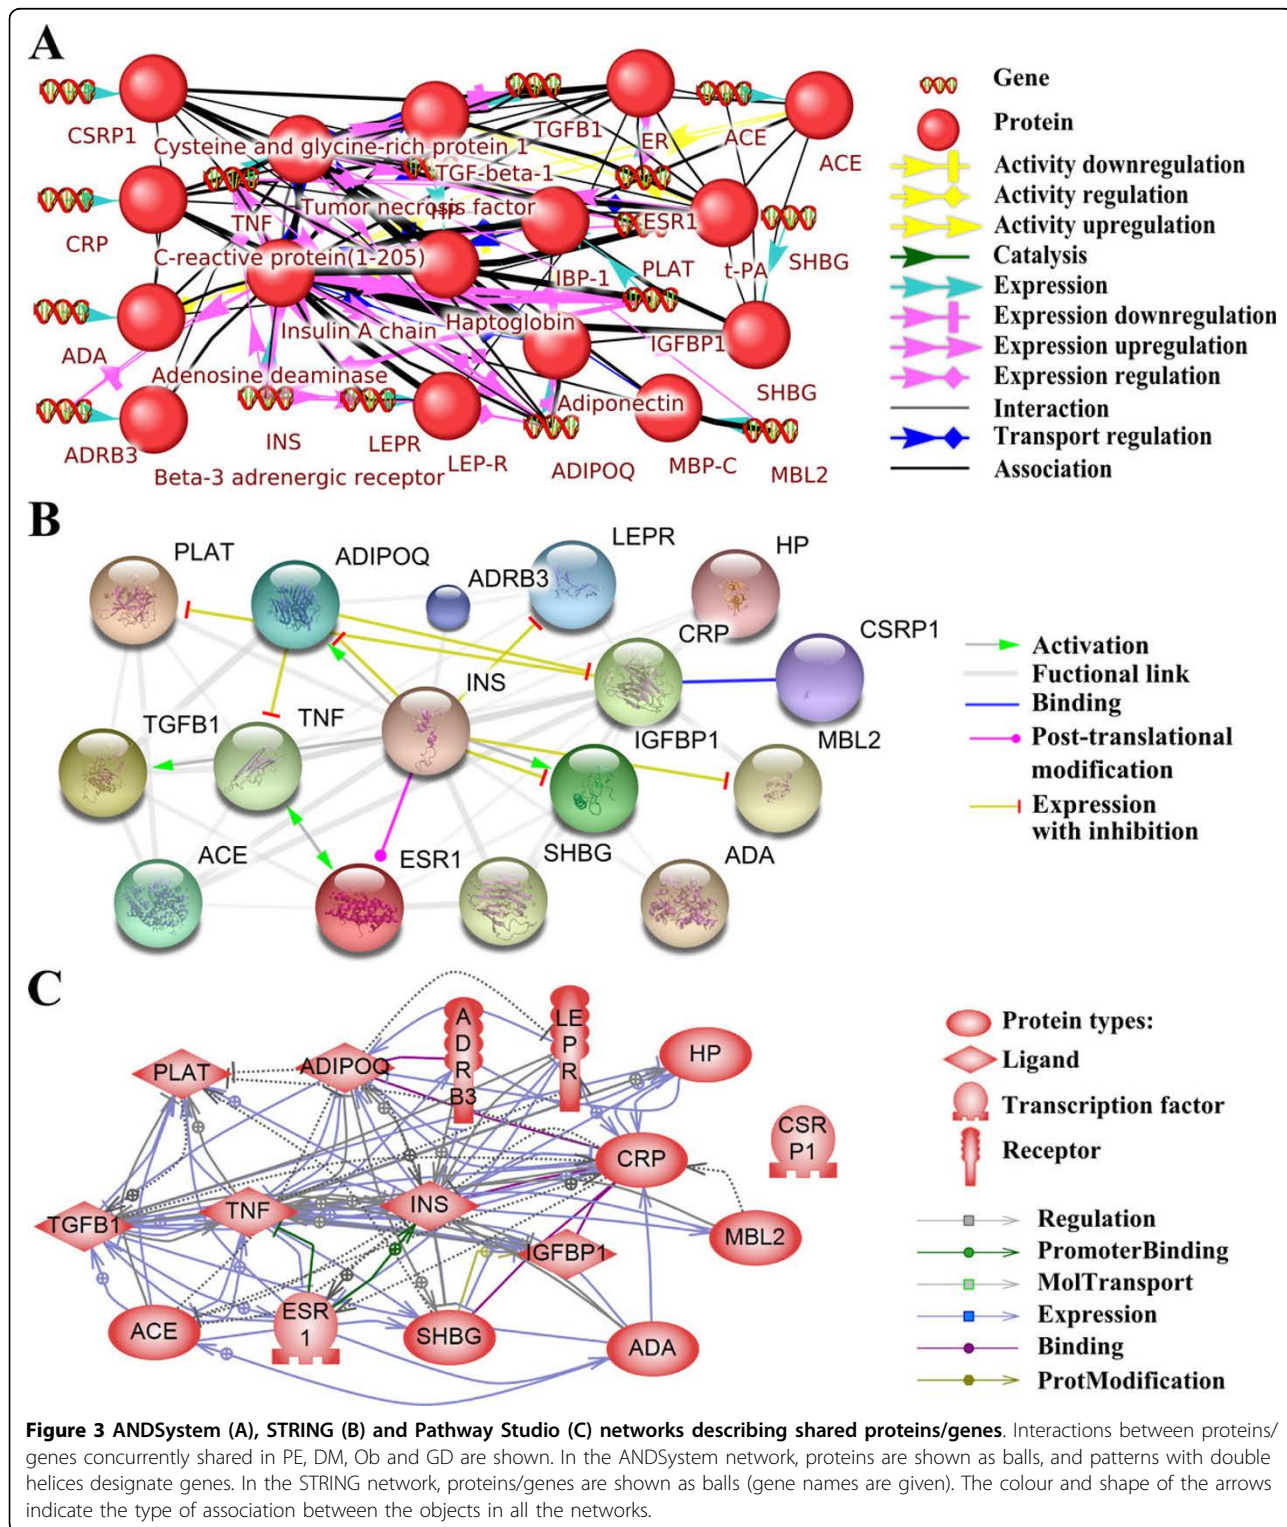 A
CSRP1
CRP
ADA
ADRB3
Cysteine and glycine-rich protein 1
TGF-beta-1
TNF
Tumor necrosis factor
HP
C-reactive protein(1-205)
Insulin A chain
Haptoglobin
Adenosine deaminase
INS
LEPR
Beta-3 adrenergic receptor
LEP-R
TGFB1
ER
ACE
ACE
ESR1
IBP-1
PLAT
t-PA
SHBG
IGFBP1
SHBG
Adiponectin
ADIPOQ
MBP-C
MBL2
Gene
Protein
Activity downregulation
Activity regulation
Activity upregulation
Catalysis
Expression
Expression downregulation
Expression upregulation
Expression regulation
Interaction
Transport regulation
Association
B
PLAT
ADIPOQ
ADRB3
LEPR
HP
CRP
CSRP1
INS
TGFB1
TNF
IGFBP1
MBL2
ACE
ESR1
SHBG
ADA
Activation
Fuctional link
Binding
Post-translational
modification
Expression
with inhibition
C
PLAT
ADIPOQ
A
D
R
B3
LE
P
R
HP
CSR
P1
CRP
TGFB1
TNF
INS
IGFBP1
MBL2
ACE
ESR
1
SHBG
ADA
Protein types:
Ligand
Transcription factor
Receptor
Regulation
PromoterBinding
MolTransport
Expression
Binding
ProtModification
Figure 3 ANDSystem (A), STRING (B) and Pathway Studio (C) networks describing shared proteins/genes. Interactions between proteins/
genes concurrently shared in PE, DM, Ob and GD are shown. In the ANDSystem network, proteins are shown as balls, and patterns with double
helices designate genes. In the STRING network, proteins/genes are shown as balls (gene names are given). The colour and shape of the arrows
indicate the type of association between the objects in all the networks.